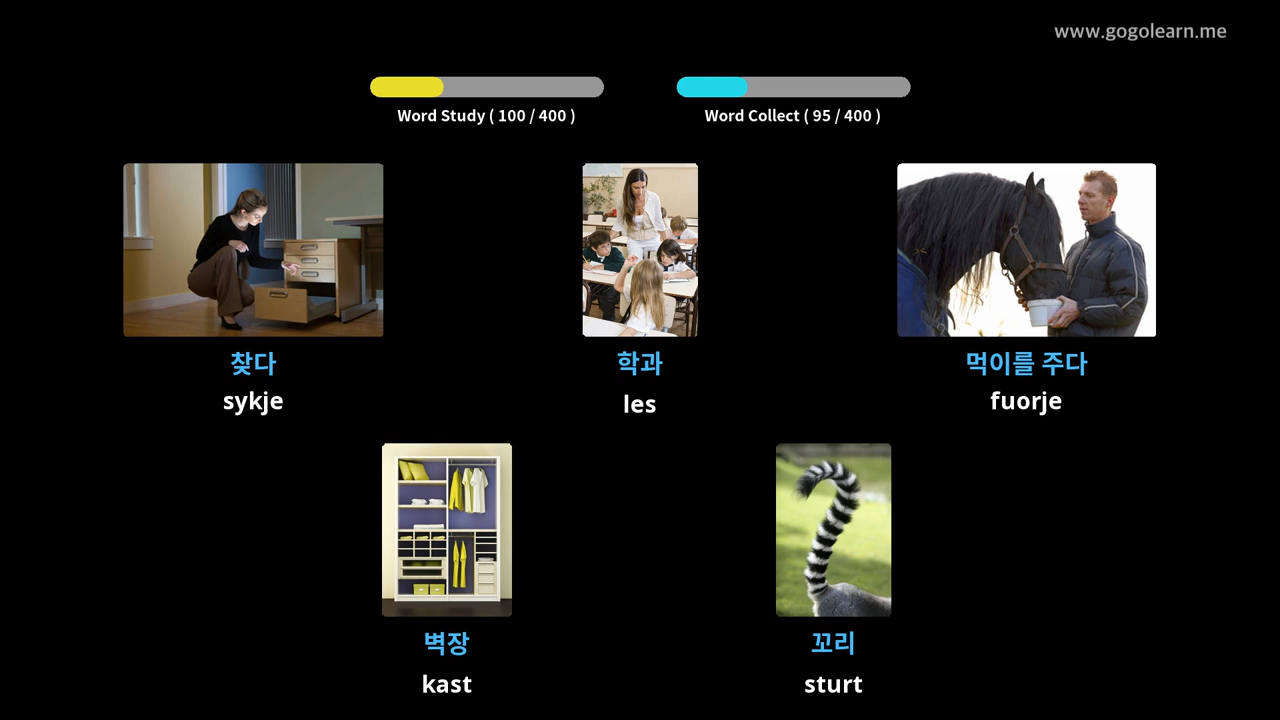 www.gogolearn.me
Word Study ( 100 / 400 )
Word Collect ( 95 / 400 )
찾다
sykje
학과
les
먹이를 주다
fuorje
벽장
kast
꼬리
sturt